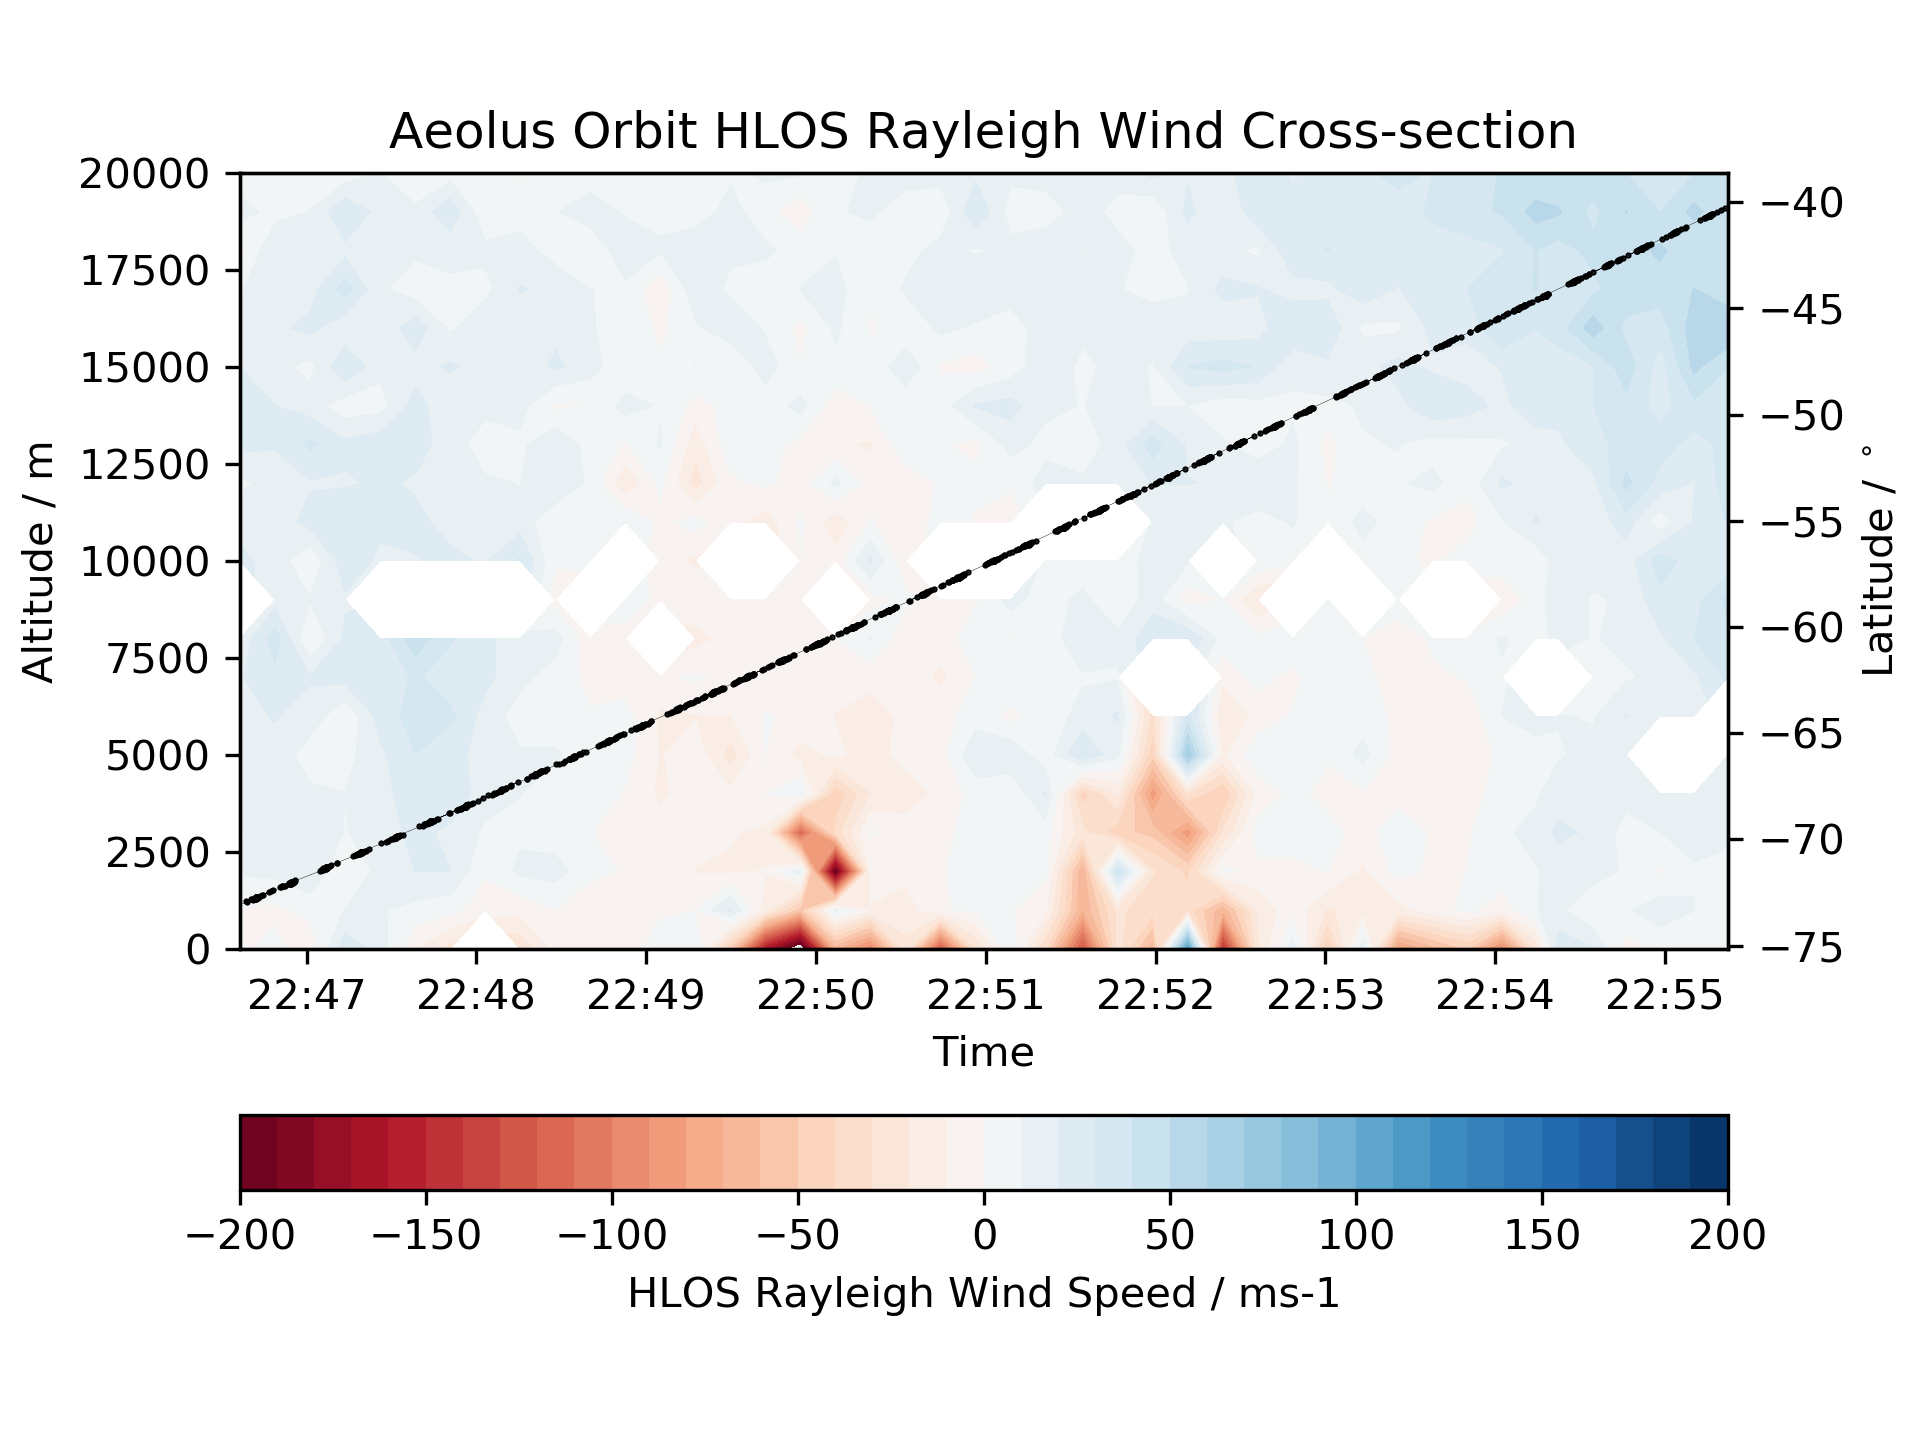 Aeolus Orbit HLOS Rayleigh Wind Cross-section
20000
17500
15000
12500
10000
7500
5000
2500
0
Altitude / m
−40
−45
−50
−55
−60
−65
−70
−75
Latitude / °
22:47 22:48 22:49 22:50 22:51 22:52 22:53 22:54 22:55
Time
−200 −150 −100 −50 0 50 100 150 200
HLOS Rayleigh Wind Speed / ms-1